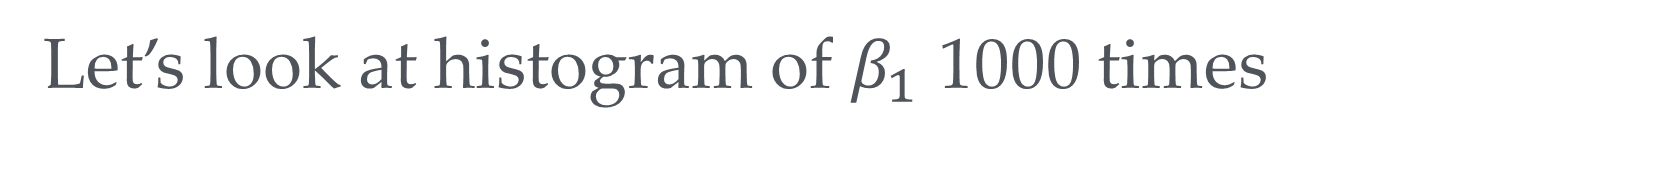 Let’s look at histogram of β₁ 1000 times